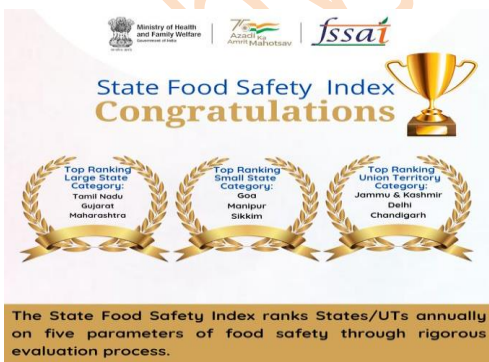 Ministry of Health
and Family Welfare
Government of India
Azadi Ka
Amrit Mahotsav
fssai
State Food Safety Index
Congratulations
Top Ranking
Large State
Category:
Tamil Nadu
Gujarat
Maharashtra
Top Ranking
Small State
Category:
Goa
Manipur
Sikkim
Top Ranking
Union Territory
Category:
Jammu & Kashmir
Delhi
Chandigarh
The State Food Safety Index ranks States/UTs annually
on five parameters of food safety through rigorous
evaluation process.